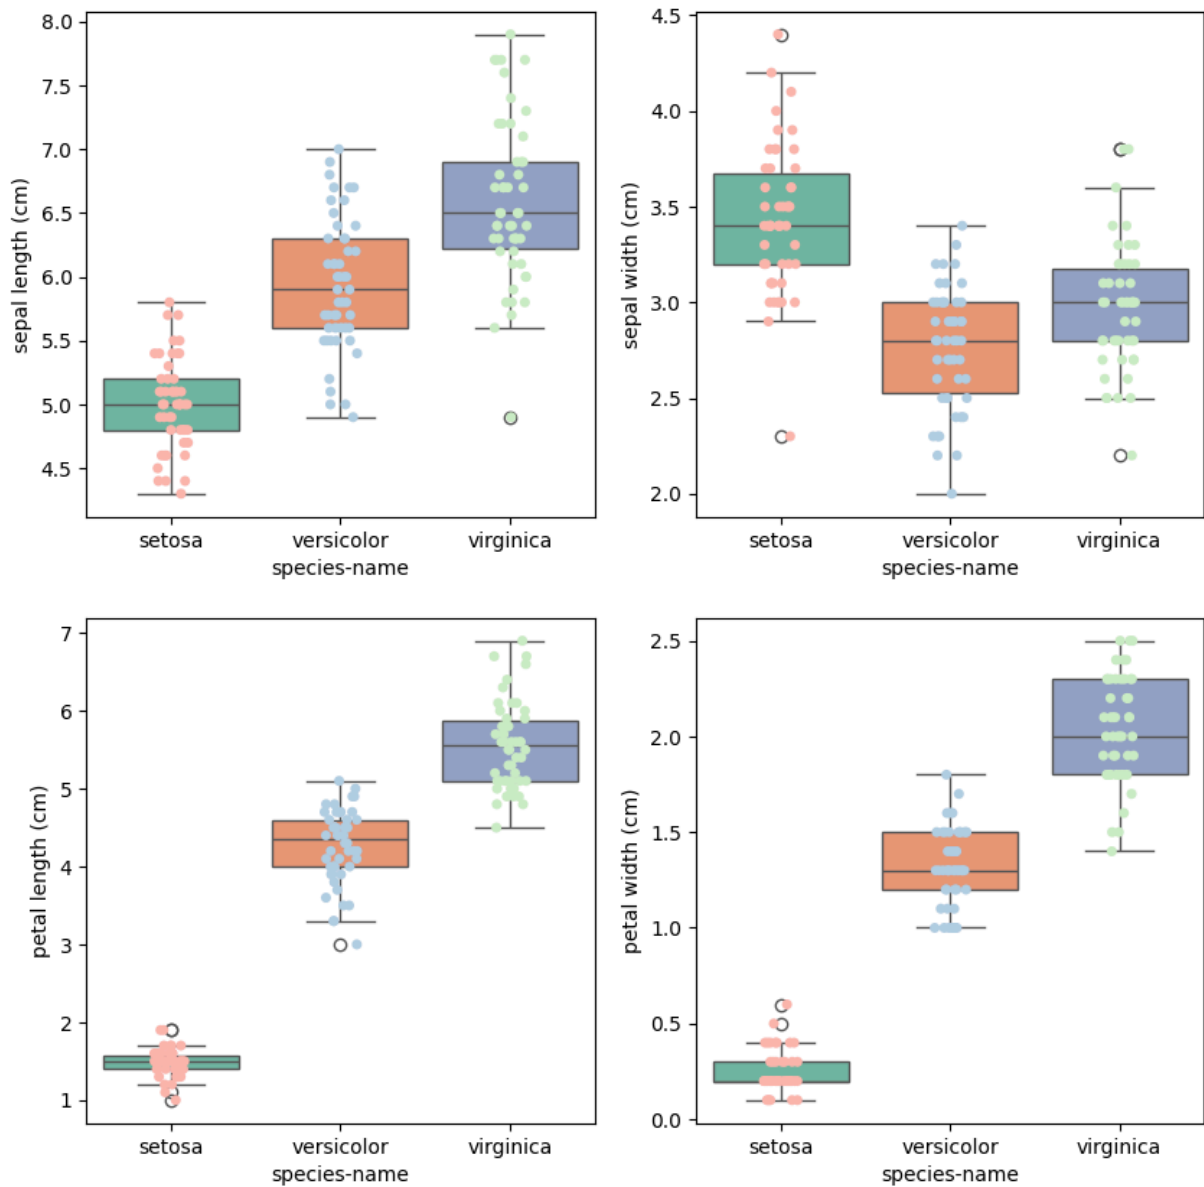 8.0
7.5
7.0
6.5
6.0
5.5
5.0
4.5
sepal length (cm)
setosa versicolor virginica
species-name
4.5
4.0
3.5
3.0
2.5
2.0
sepal width (cm)
setosa versicolor virginica
species-name
7
6
5
4
3
2
1
petal length (cm)
setosa versicolor virginica
species-name
2.5
2.0
1.5
1.0
0.5
0.0
petal width (cm)
setosa versicolor virginica
species-name